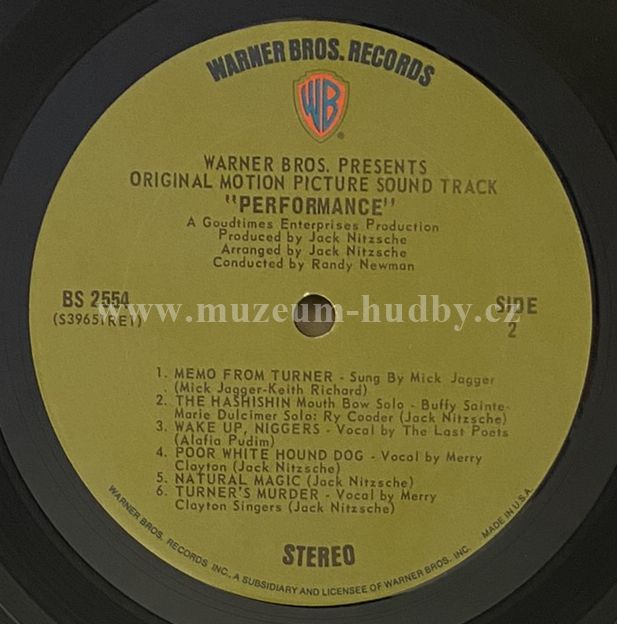 WARNER BROS. RECORDS
WB
®
WARNER BROS. PRESENTS
ORIGINAL MOTION PICTURE SOUND TRACK
"PERFORMANCE"
A Goudtimes Enterprises Production
Produced by Jack Nitzsche
Arranged by Jack Nitzsche
Conducted by Randy Newman
BS 2554
(S39651RE1)
SIDE
2
www.muzeum-hudby.cz
1. MEMO FROM TURNER - Sung By Mick Jagger
(Mick Jagger-Keith Richard)
2. THE HASHISHIN Mouth Bow Solo - Buffy Sainte-
Marie Dulcimer Solo: Ry Cooder (Jack Nitzsche)
3. WAKE UP, NIGGERS - Vocal by The Last Poets
(Alafia Pudim)
4. POOR WHITE HOUND DOG - Vocal by Merry
Clayton (Jack Nitzsche)
5. NATURAL MAGIC (Jack Nitzsche)
6. TURNER'S MURDER - Vocal by Merry
Clayton Singers (Jack Nitzsche)
STEREO
WARNER BROS. RECORDS INC., A SUBSIDIARY AND LICENSEE OF WARNER BROS. INC. MADE IN U.S.A.